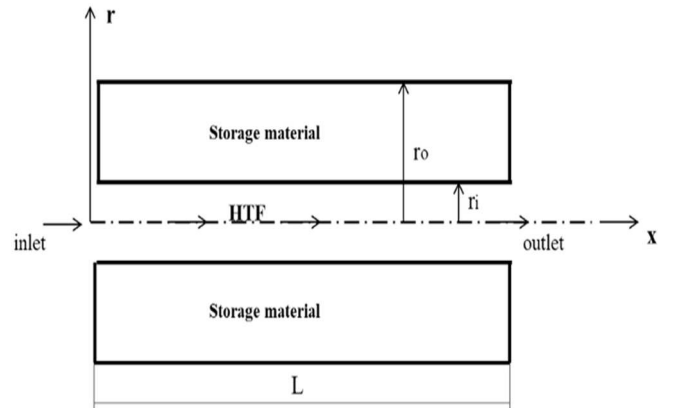 r
Storage material
ro
ri
HTF
inlet
outlet
x
Storage material
L